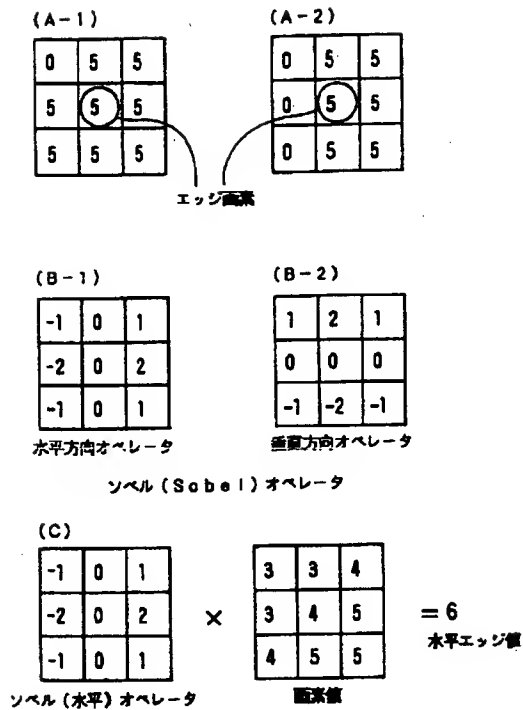 (A-1)
0 5 5
5 5 5
5 5 5
(A-2)
0 5 5
0 5 5
0 5 5
エッジ画素
(B-1)
-1 0 1
-2 0 2
-1 0 1
水平方向オペレータ
(B-2)
1 2 1
0 0 0
-1 -2 -1
垂直方向オペレータ
ソベル(Sobel)オペレータ
(C)
-1 0 1
-2 0 2
-1 0 1
ソベル(水平)オペレータ
×
3 3 4
3 4 5
4 5 5
画素値
=6
水平エッジ値